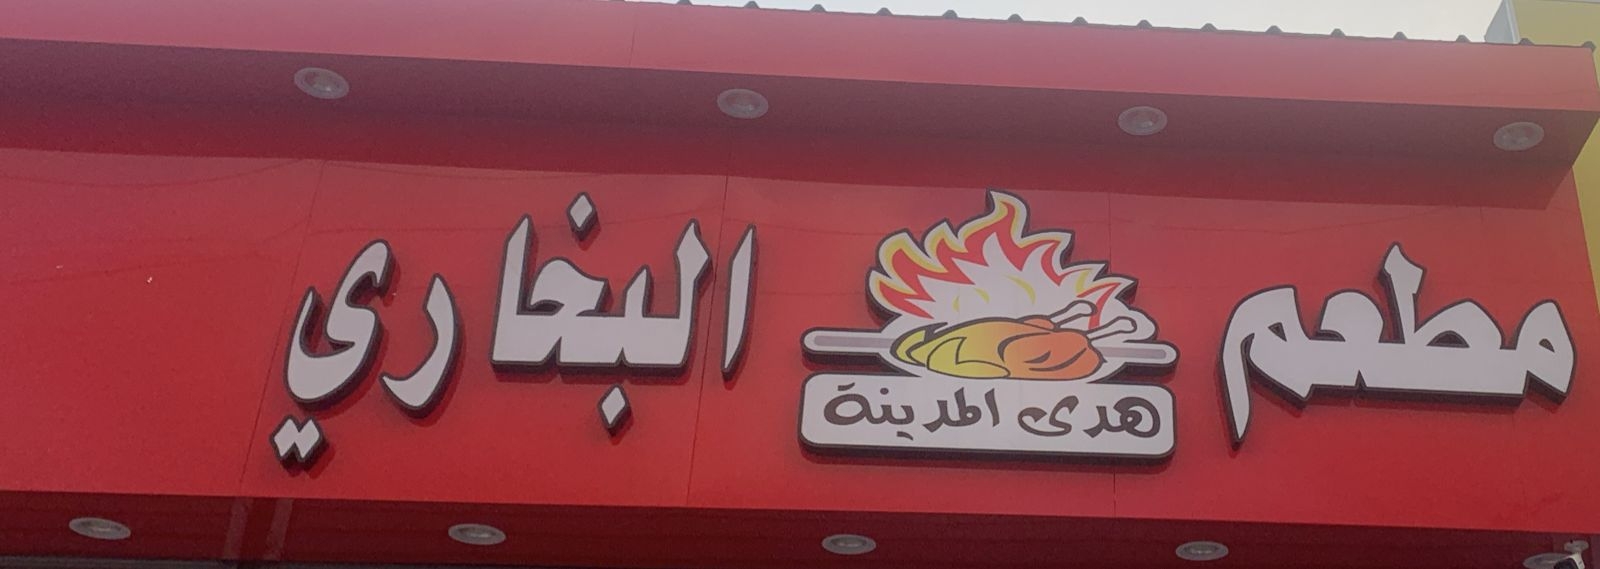 مطعم
هدى المدينة
البخاري